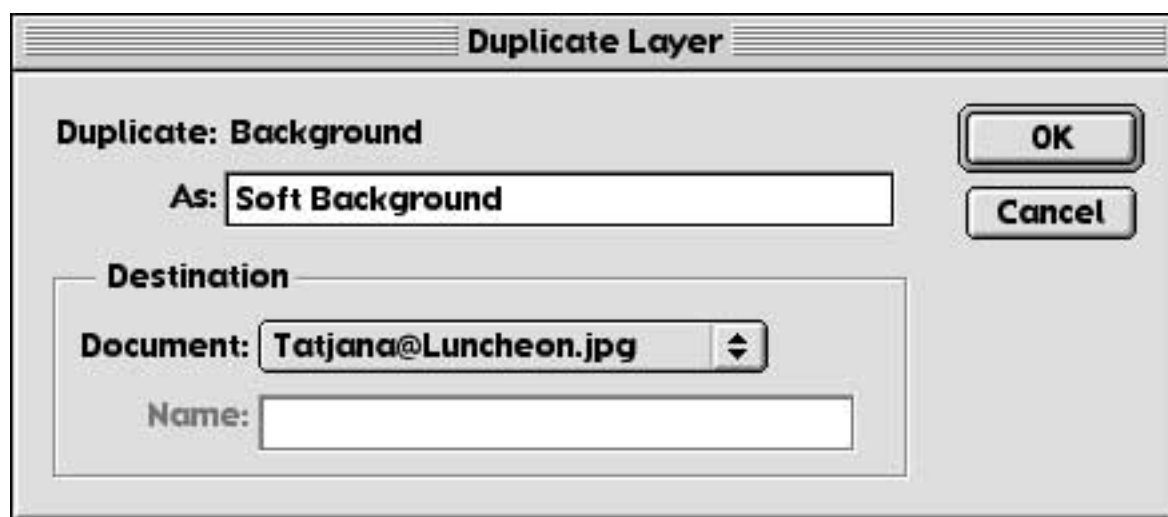 Duplicate Layer
Duplicate: Background
As: Soft Background
OK
Cancel
Destination
Document: Tatjana@Luncheon.jpg
Name: